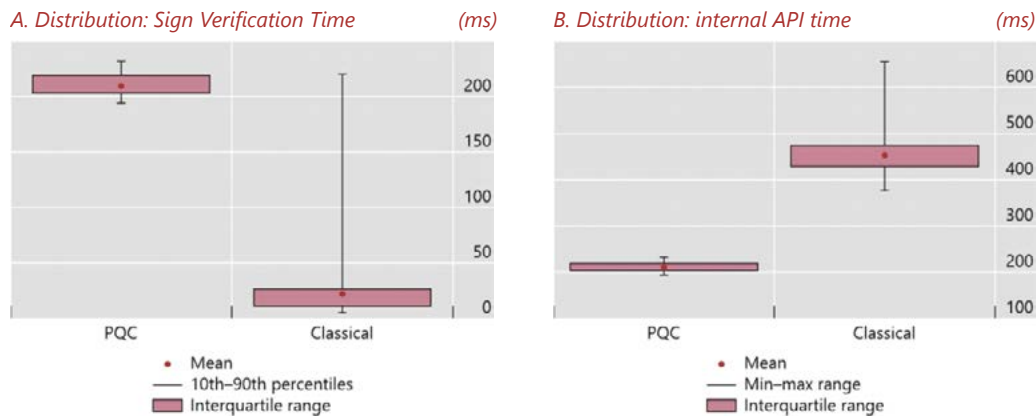 A. Distribution: Sign Verification Time (ms)
200
150
100
50
0
PQC Classical
Mean
10th–90th percentiles
Interquartile range
B. Distribution: internal API time (ms)
600
500
400
300
200
100
PQC Classical
Mean
Min–max range
Interquartile range